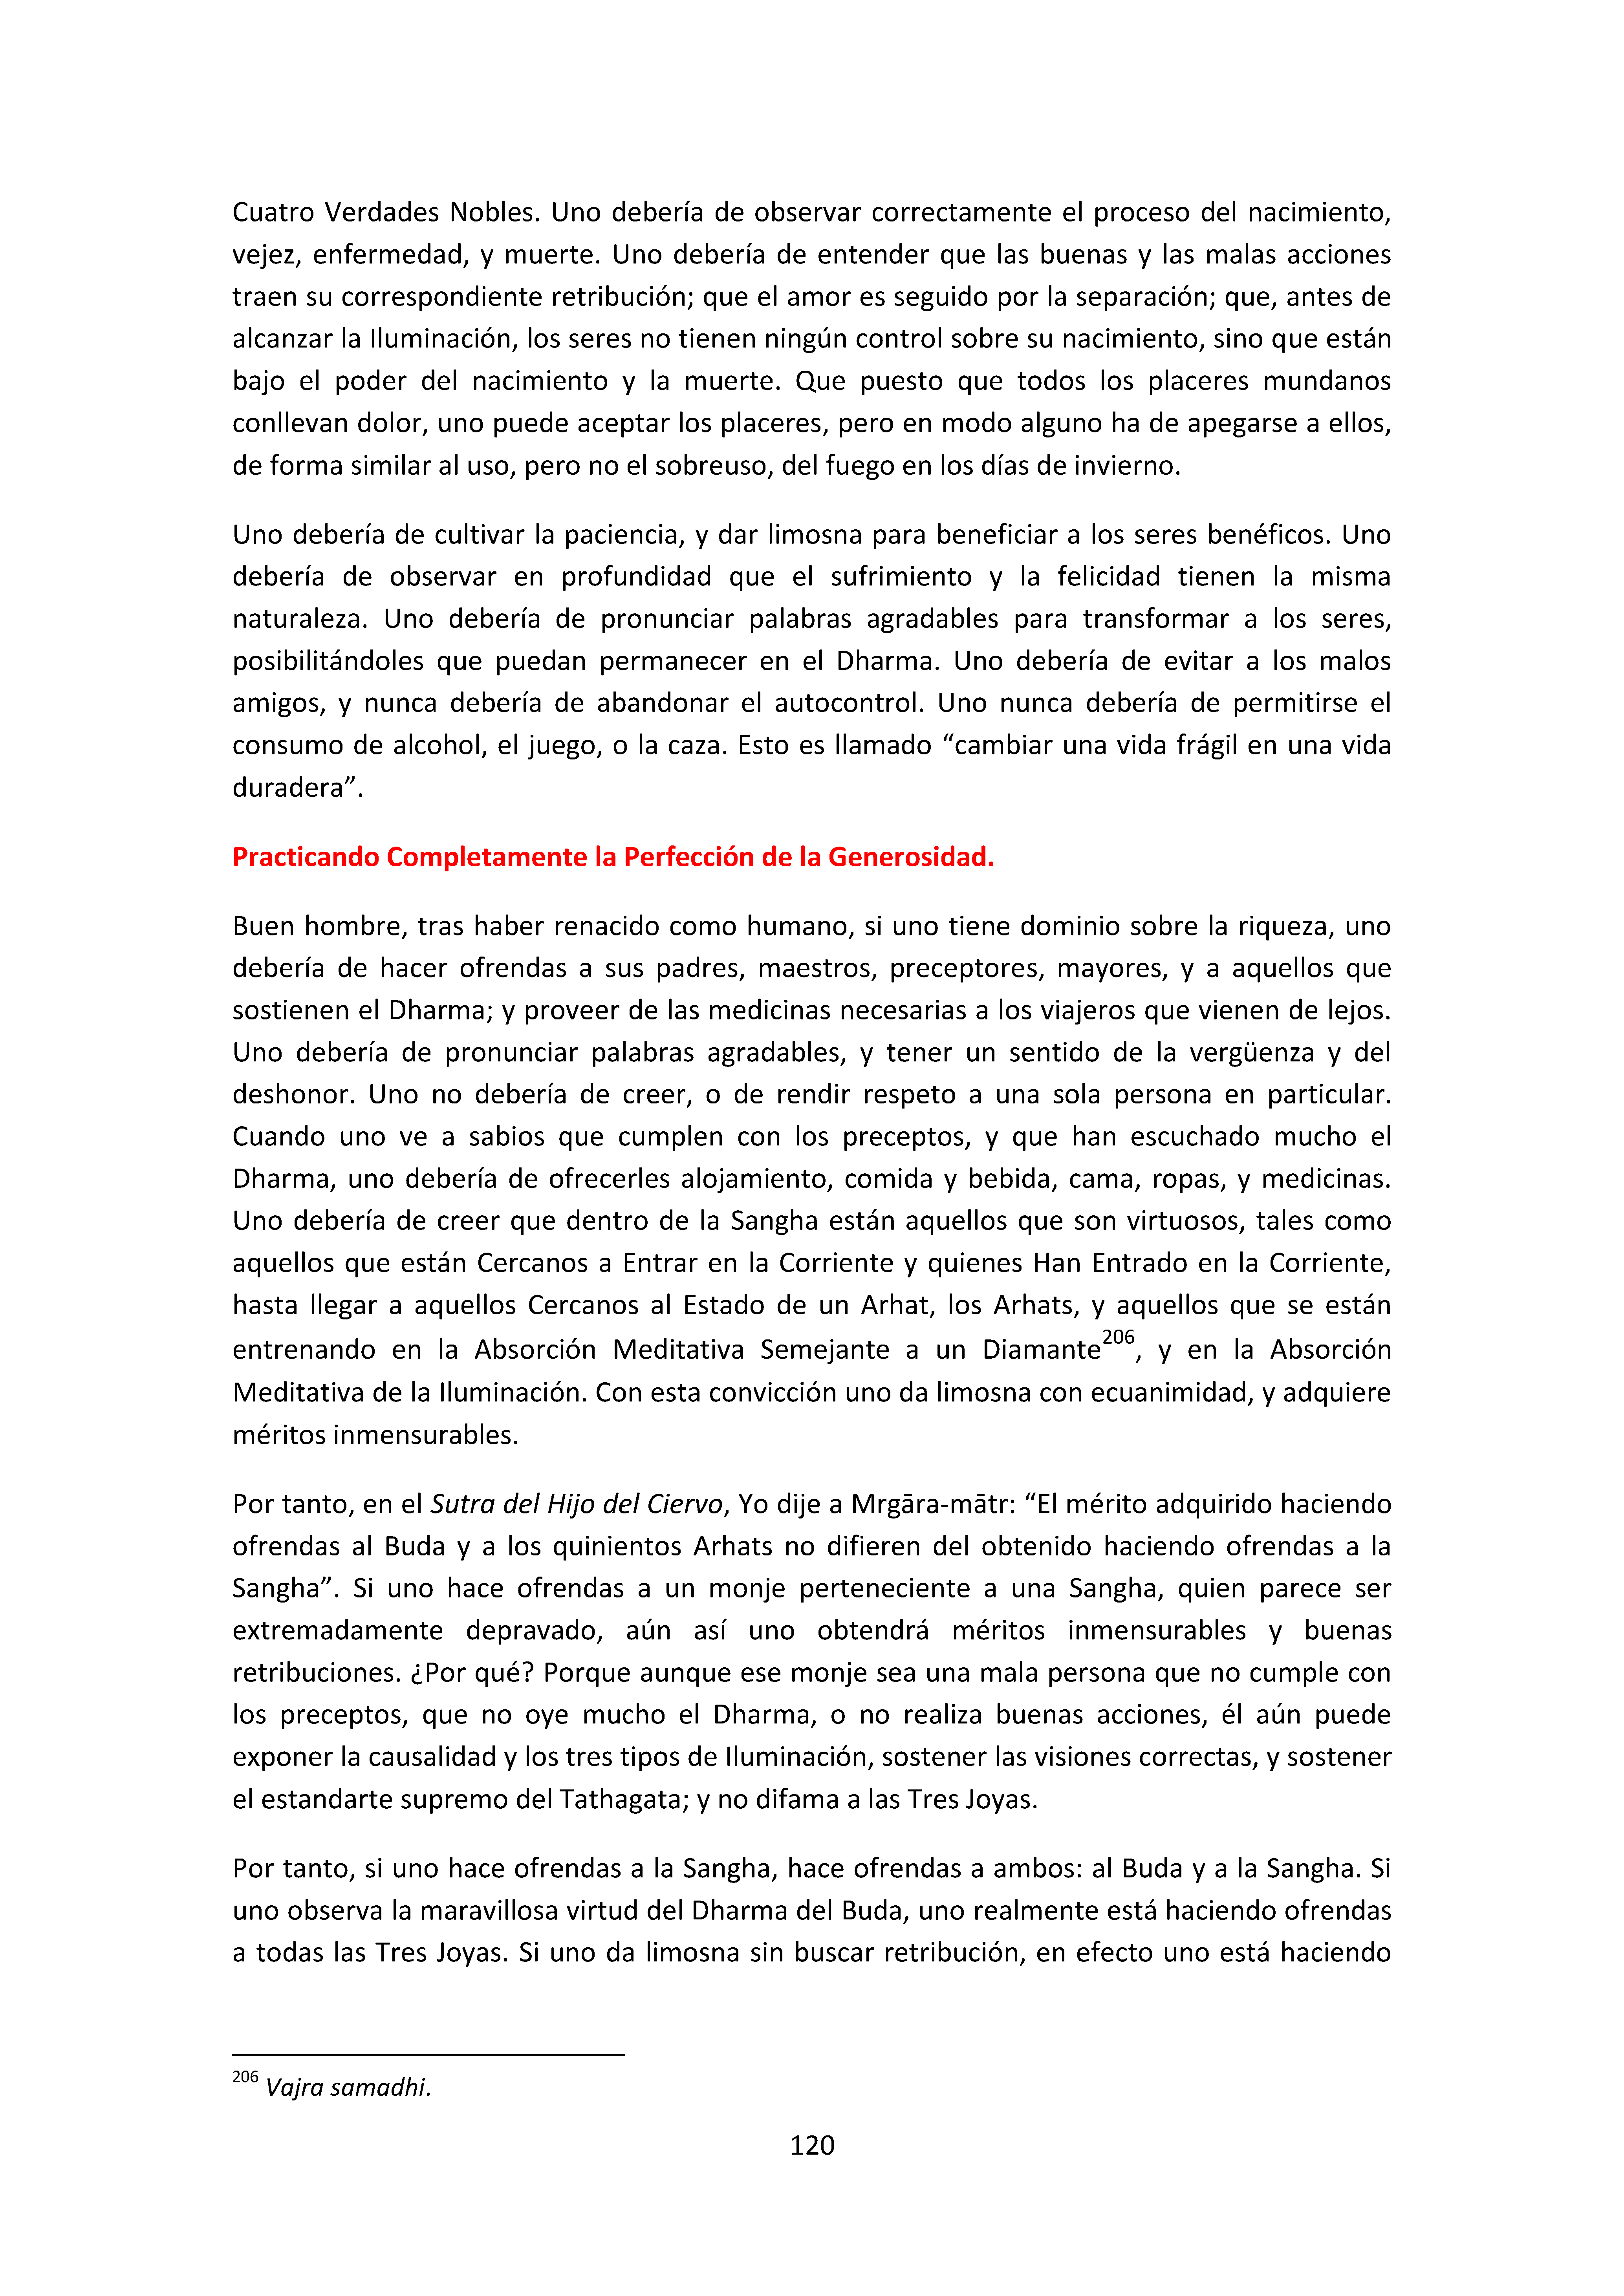 Cuatro Verdades Nobles. Uno debería de observar correctamente el proceso del nacimiento,
vejez, enfermedad, y muerte. Uno debería de entender que las buenas y las malas acciones
traen su correspondiente retribución; que el amor es seguido por la separación; que, antes de
alcanzar la Iluminación, los seres no tienen ningún control sobre su nacimiento, sino que están
bajo el poder del nacimiento y la muerte. Que puesto que todos los placeres mundanos
conllevan dolor, uno puede aceptar los placeres, pero en modo alguno ha de apegarse a ellos,
de forma similar al uso, pero no el sobreuso, del fuego en los días de invierno.
Uno debería de cultivar la paciencia, y dar limosna para beneficiar a los seres benéficos. Uno
debería de observar en profundidad que el sufrimiento y la felicidad tienen la misma
naturaleza. Uno debería de pronunciar palabras agradables para transformar a los seres,
posibilitándoles que puedan permanecer en el Dharma. Uno debería de evitar a los malos
amigos, y nunca debería de abandonar el autocontrol. Uno nunca debería de permitirse el
consumo de alcohol, el juego, o la caza. Esto es llamado “cambiar una vida frágil en una vida
duradera”.
Practicando Completamente la Perfección de la Generosidad.
Buen hombre, tras haber renacido como humano, si uno tiene dominio sobre la riqueza, uno
debería de hacer ofrendas a sus padres, maestros, preceptores, mayores, y a aquellos que
sostienen el Dharma; y proveer de las medicinas necesarias a los viajeros que vienen de lejos.
Uno debería de pronunciar palabras agradables, y tener un sentido de la vergüenza y del
deshonor. Uno no debería de creer, o de rendir respeto a una sola persona en particular.
Cuando uno ve a sabios que cumplen con los preceptos, y que han escuchado mucho el
Dharma, uno debería de ofrecerles alojamiento, comida y bebida, cama, ropas, y medicinas.
Uno debería de creer que dentro de la Sangha están aquellos que son virtuosos, tales como
aquellos que están Cercanos a Entrar en la Corriente y quienes Han Entrado en la Corriente,
hasta llegar a aquellos Cercanos al Estado de un Arhat, los Arhats, y aquellos que se están
entrenando en la Absorción Meditativa Semejante a un Diamante206, y en la Absorción
Meditativa de la Iluminación. Con esta convicción uno da limosna con ecuanimidad, y adquiere
méritos inmensurables.
Por tanto, en el Sutra del Hijo del Ciervo, Yo dije a Mrgāra-mātr: “El mérito adquirido haciendo
ofrendas al Buda y a los quinientos Arhats no difieren del obtenido haciendo ofrendas a la
Sangha”. Si uno hace ofrendas a un monje perteneciente a una Sangha, quien parece ser
extremadamente depravado, aún así uno obtendrá méritos inmensurables y buenas
retribuciones. ¿Por qué? Porque aunque ese monje sea una mala persona que no cumple con
los preceptos, que no oye mucho el Dharma, o no realiza buenas acciones, él aún puede
exponer la causalidad y los tres tipos de Iluminación, sostener las visiones correctas, y sostener
el estandarte supremo del Tathagata; y no difama a las Tres Joyas.
Por tanto, si uno hace ofrendas a la Sangha, hace ofrendas a ambos: al Buda y a la Sangha. Si
uno observa la maravillosa virtud del Dharma del Buda, uno realmente está haciendo ofrendas
a todas las Tres Joyas. Si uno da limosna sin buscar retribución, en efecto uno está haciendo
206 Vajra samadhi.
120